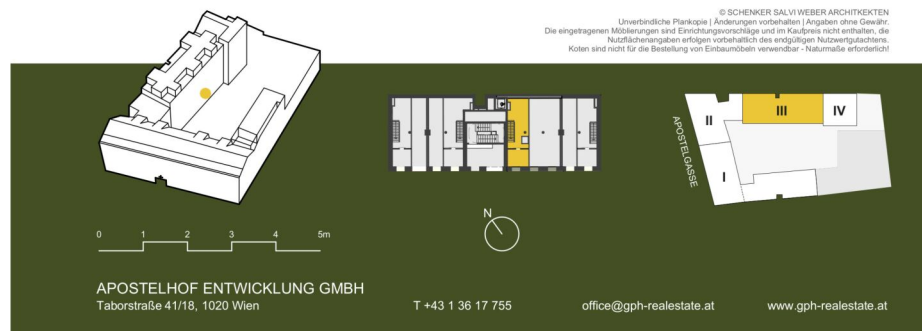 © SCHENKER SALVI WEBER ARCHITKEKTEN
Unverbindliche Plankopie | Änderungen vorbehalten | Angaben ohne Gewähr.
Die eingetragenen Möblierungen sind Einrichtungsvorschläge und im Kaufpreis nicht enthalten, die
Nutzflächenangaben erfolgen vorbehaltlich des endgültigen Nutzwertgutachtens.
Koten sind nicht für die Bestellung von Einbaumöbeln verwendbar - Naturmaße erforderlich!
II
III
IV
APOSTELGASSE
I
N
0 1 2 3 4 5m
APOSTELHOF ENTWICKLUNG GMBH
Taborstraße 41/18, 1020 Wien T +43 1 36 17 755 office@gph-realestate.at www.gph-realestate.at